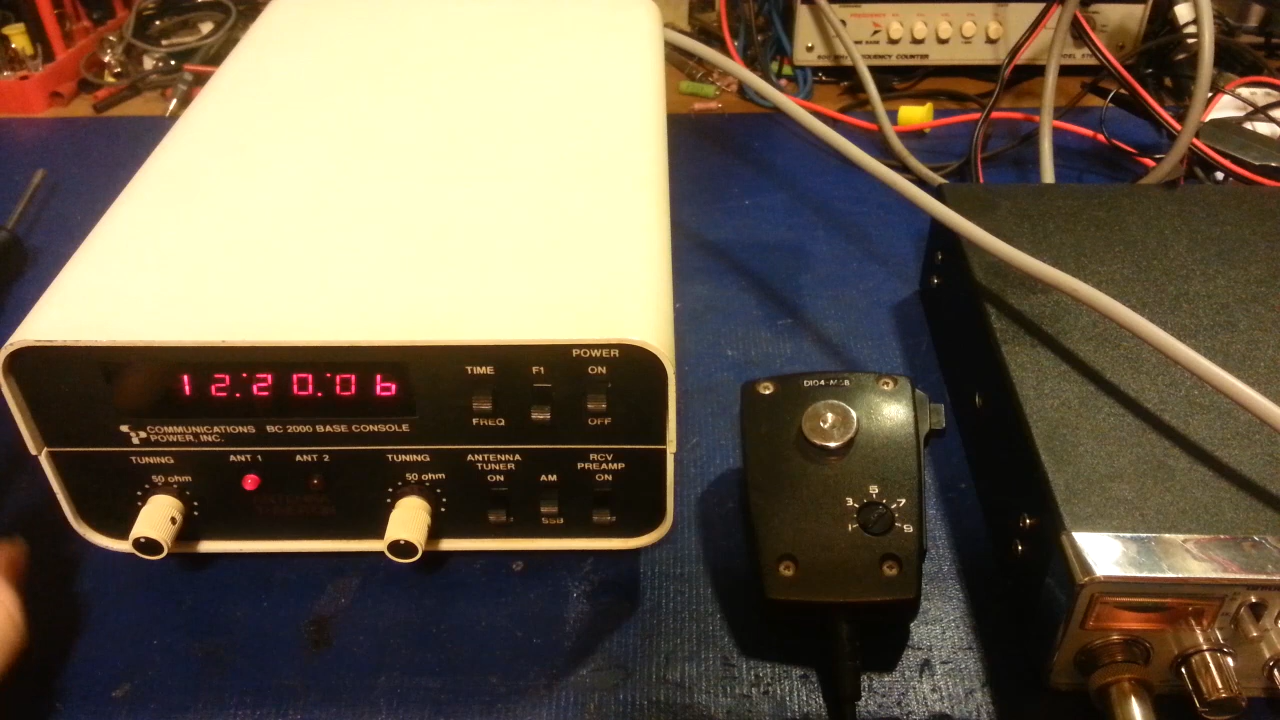 FREQUENCY
FREQUENCY COUNTER
POWER
TIME F1 ON
12:20.06
FREQ OFF
COMMUNICATIONS
POWER, INC.
BC 2000 BASE CONSOLE
TUNING ANT 1 ANT 2 TUNING ANTENNA
TUNER RCV
PREAMP
50 ohm 50 ohm ON AM ON
SSB
D104-M6B
1 3 5 7 9